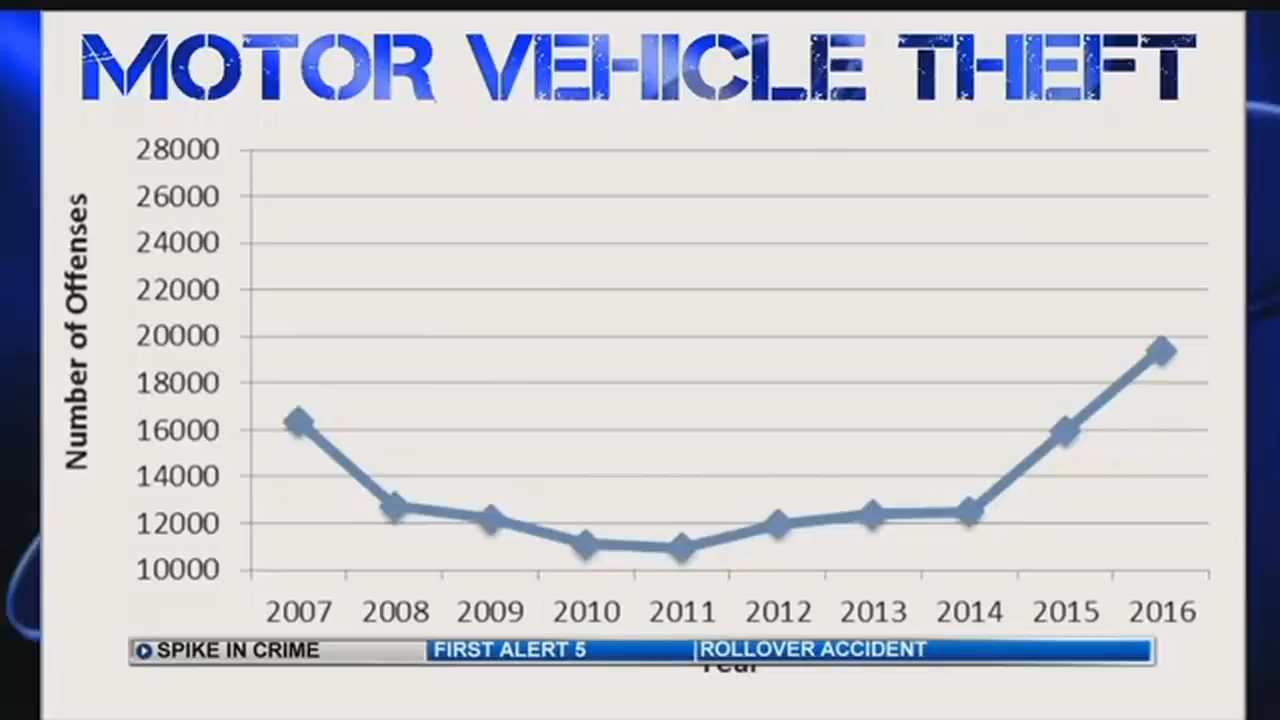 MOTOR VEHICLE THEFT
Number of Offenses
28000
26000
24000
22000
20000
18000
16000
14000
12000
10000
2007 2008 2009 2010 2011 2012 2013 2014 2015 2016
SPIKE IN CRIME FIRST ALERT 5 ROLLOVER ACCIDENT
Year